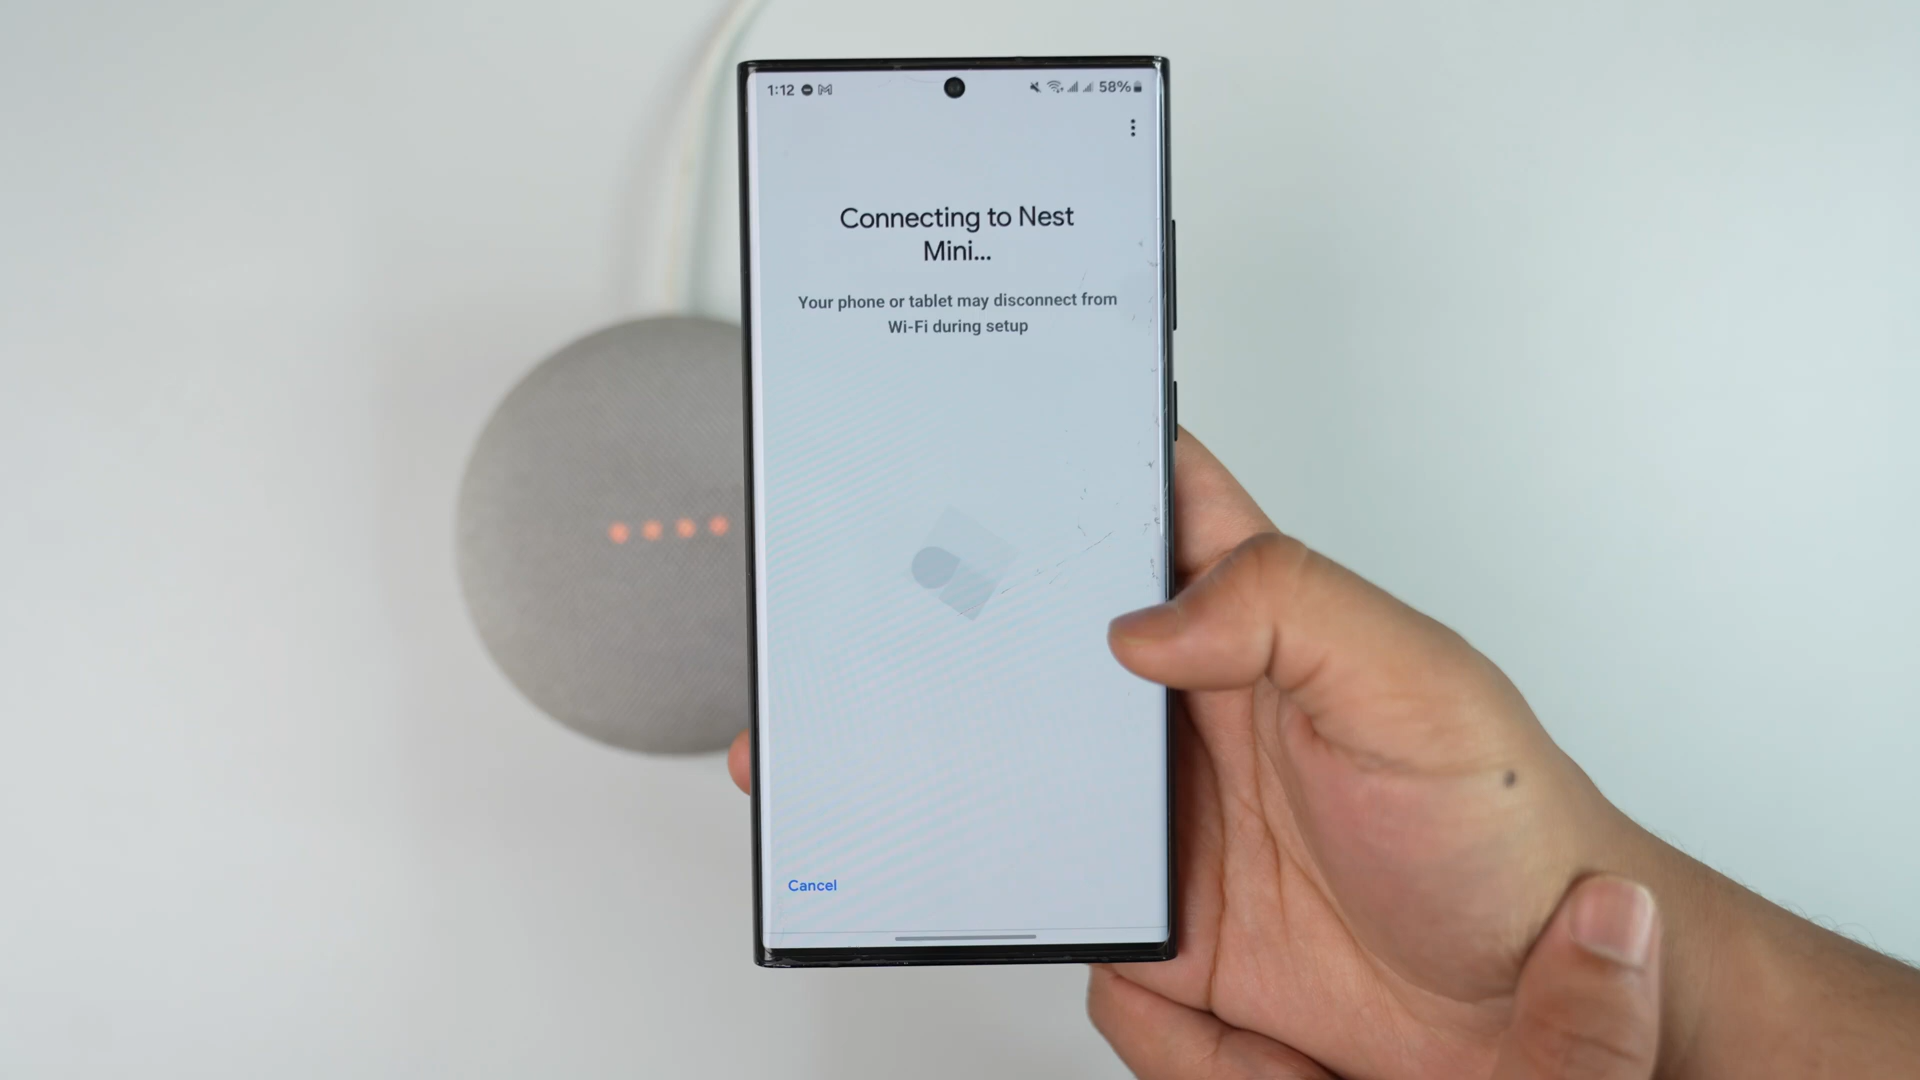 1:12 58%
Connecting to Nest
Mini...
Your phone or tablet may disconnect from
Wi-Fi during setup
Cancel